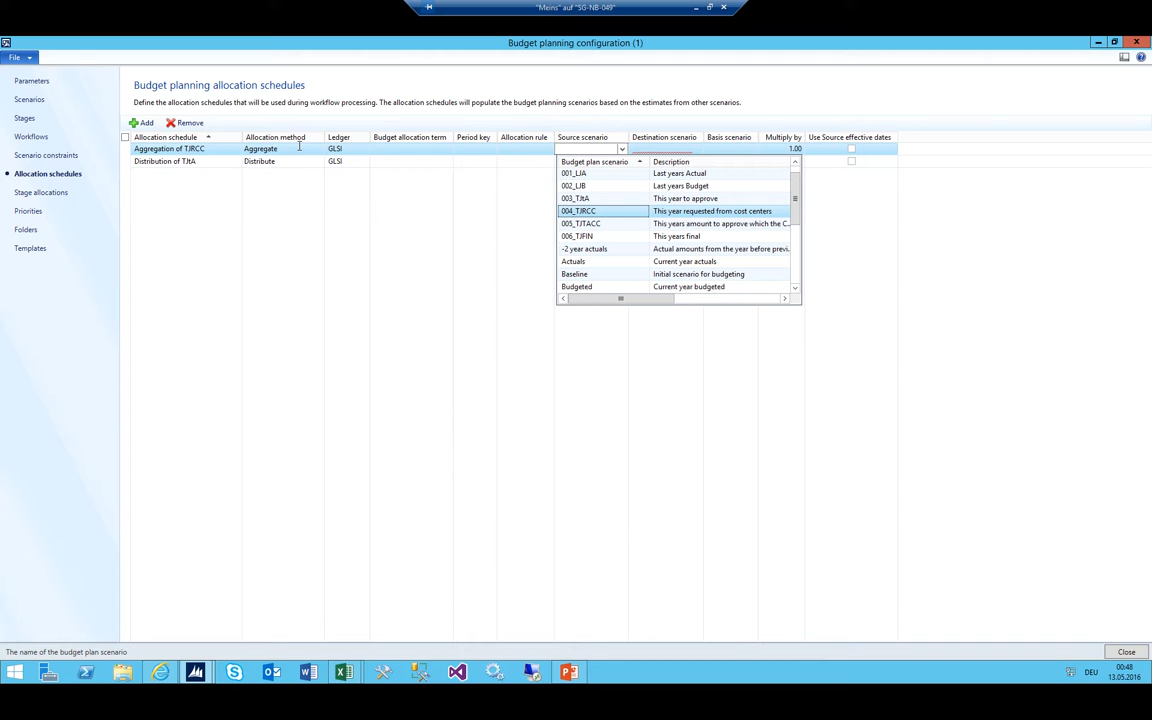 "Meins" auf "SG-NB-049"
Budget planning configuration (1)
File
Parameters
Scenarios
Stages
Workflows
Scenario constraints
Allocation schedules
Stage allocations
Priorities
Folders
Templates
Budget planning allocation schedules
Define the allocation schedules that will be used during workflow processing. The allocation schedules will populate the budget planning scenarios based on the estimates from other scenarios.
Add Remove
Allocation schedule Allocation method Ledger Budget allocation term Period key Allocation rule Source scenario Destination scenario Basis scenario Multiply by Use Source effective dates
Aggregation of TJRCC Aggregate GLSI 1.00
Distribution of TJtA Distribute GLSI
Budget plan scenario Description
001_LJA Last years Actual
002_LJB Last years Budget
003_TJtA This year to approve
004_TJRCC This year requested from cost centers
005_TJTACC This years amount to approve which the C...
006_TJFIN This years final
-2 year actuals Actual amounts from the year before previ...
Actuals Current year actuals
Baseline Initial scenario for budgeting
Budgeted Current year budgeted
The name of the budget plan scenario
Close
DEU
00:48
13.05.2016